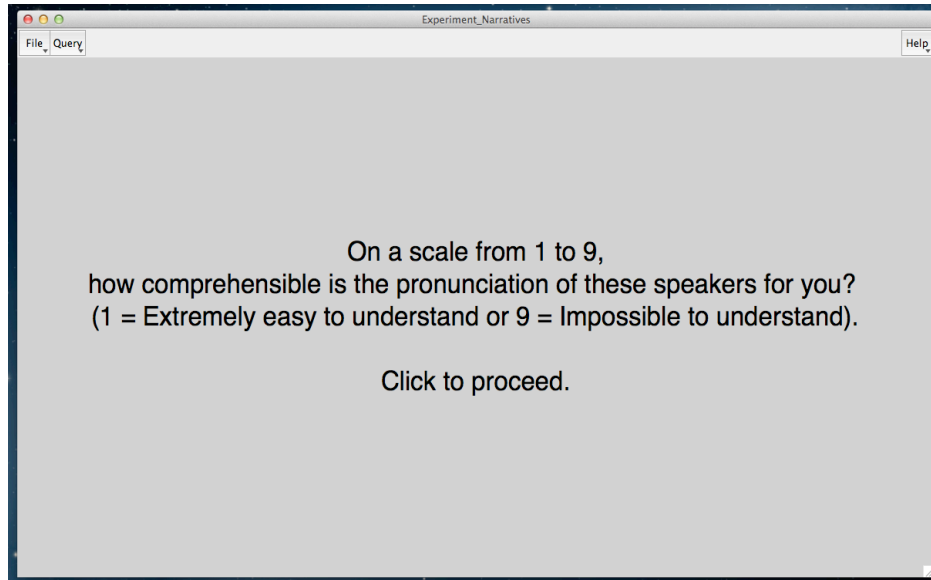 Experiment_Narratives
File Query Help
On a scale from 1 to 9,
how comprehensible is the pronunciation of these speakers for you?
(1 = Extremely easy to understand or 9 = Impossible to understand).
Click to proceed.